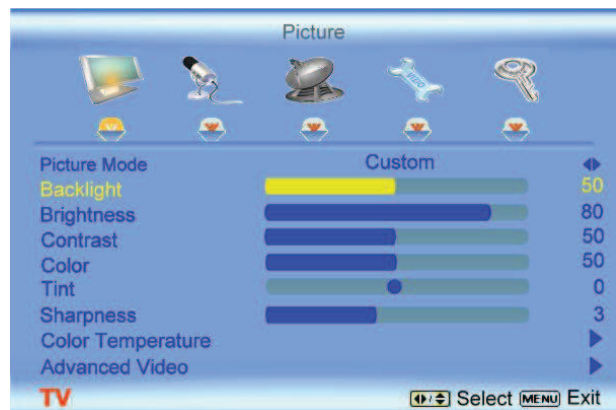 Picture
Picture Mode Custom
Backlight 50
Brightness 80
Contrast 50
Color 50
Tint 0
Sharpness 3
Color Temperature
Advanced Video
TV Select MENU Exit